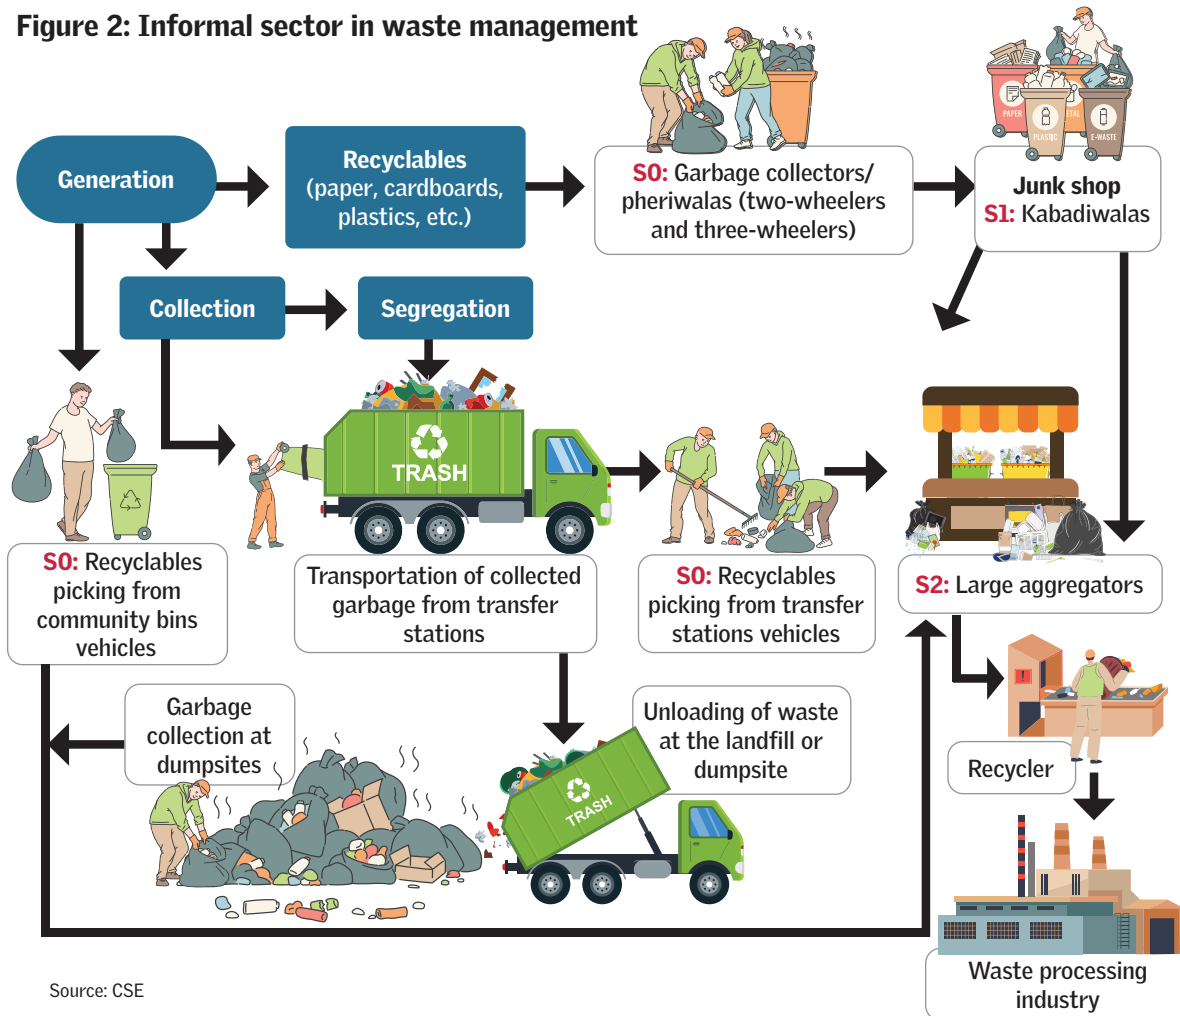 Figure 2: Informal sector in waste management
PAPER
PLASTIC
ETAL
E-WASTE
Generation
Recyclables
(paper, cardboards,
plastics, etc.)
S0: Garbage collectors/
pheriwalas (two-wheelers
and three-wheelers)
Junk shop
S1: Kabadiwalas
Collection
Segregation
TRASH
S0: Recyclables
picking from
community bins
vehicles
Transportation of collected
garbage from transfer
stations
S0: Recyclables
picking from transfer
stations vehicles
S2: Large aggregators
Garbage
collection at
dumpsites
Unloading of waste
at the landfill or
dumpsite
TRASH
!
Recycler
Waste processing
industry
Source: CSE